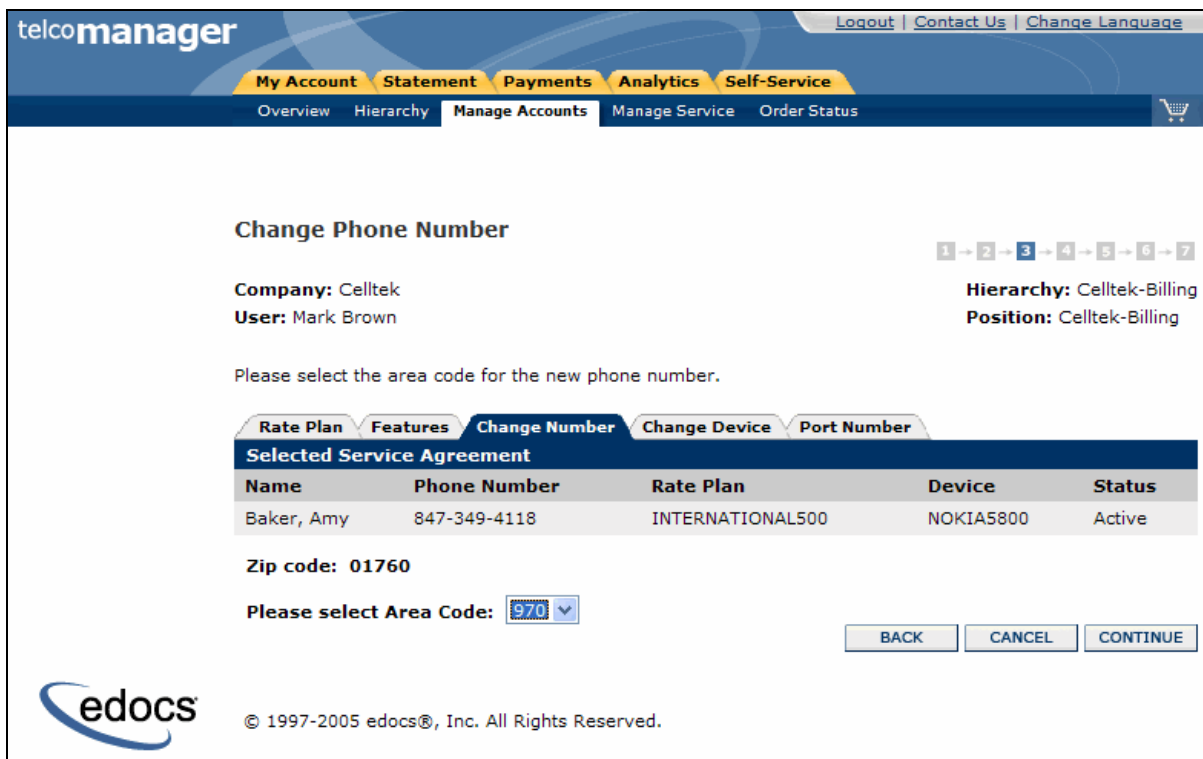 telcomanager
Logout | Contact Us | Change Language
My Account Statement Payments Analytics Self-Service
Overview Hierarchy Manage Accounts Manage Service Order Status
Change Phone Number
1 → 2 → 3 → 4 → 5 → 6 → 7
Company: Celltek Hierarchy: Celltek-Billing
User: Mark Brown Position: Celltek-Billing
Please select the area code for the new phone number.
Rate Plan Features Change Number Change Device Port Number
Selected Service Agreement
Name Phone Number Rate Plan Device Status
Baker, Amy 847-349-4118 INTERNATIONAL500 NOKIA5800 Active
Zip code: 01760
Please select Area Code: 970
BACK CANCEL CONTINUE
edocs
© 1997-2005 edocs®, Inc. All Rights Reserved.